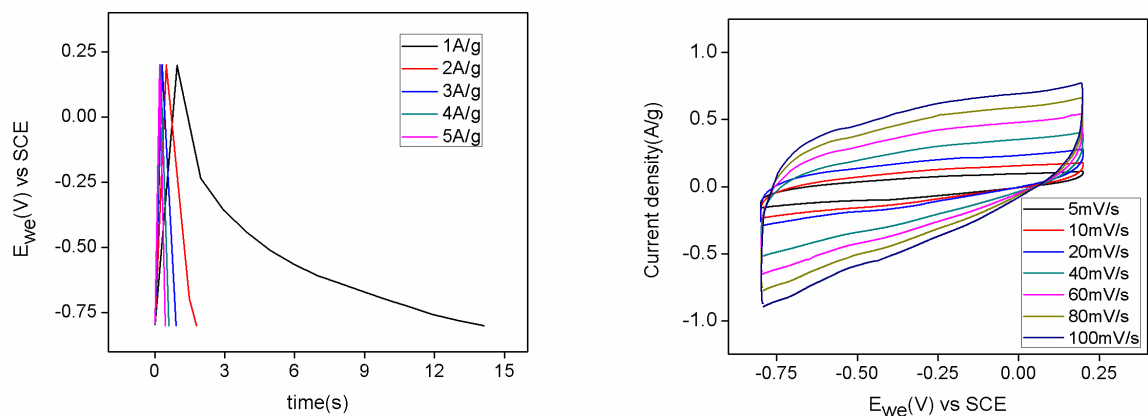 0.25
0.00
-0.25
-0.50
-0.75
E_we(V) vs SCE
1A/g
2A/g
3A/g
4A/g
5A/g
0 3 6 9 12 15
time(s)
1.0
0.5
0.0
-0.5
-1.0
Current density(A/g)
5mV/s
10mV/s
20mV/s
40mV/s
60mV/s
80mV/s
100mV/s
-0.75 -0.50 -0.25 0.00 0.25
E_we(V) vs SCE